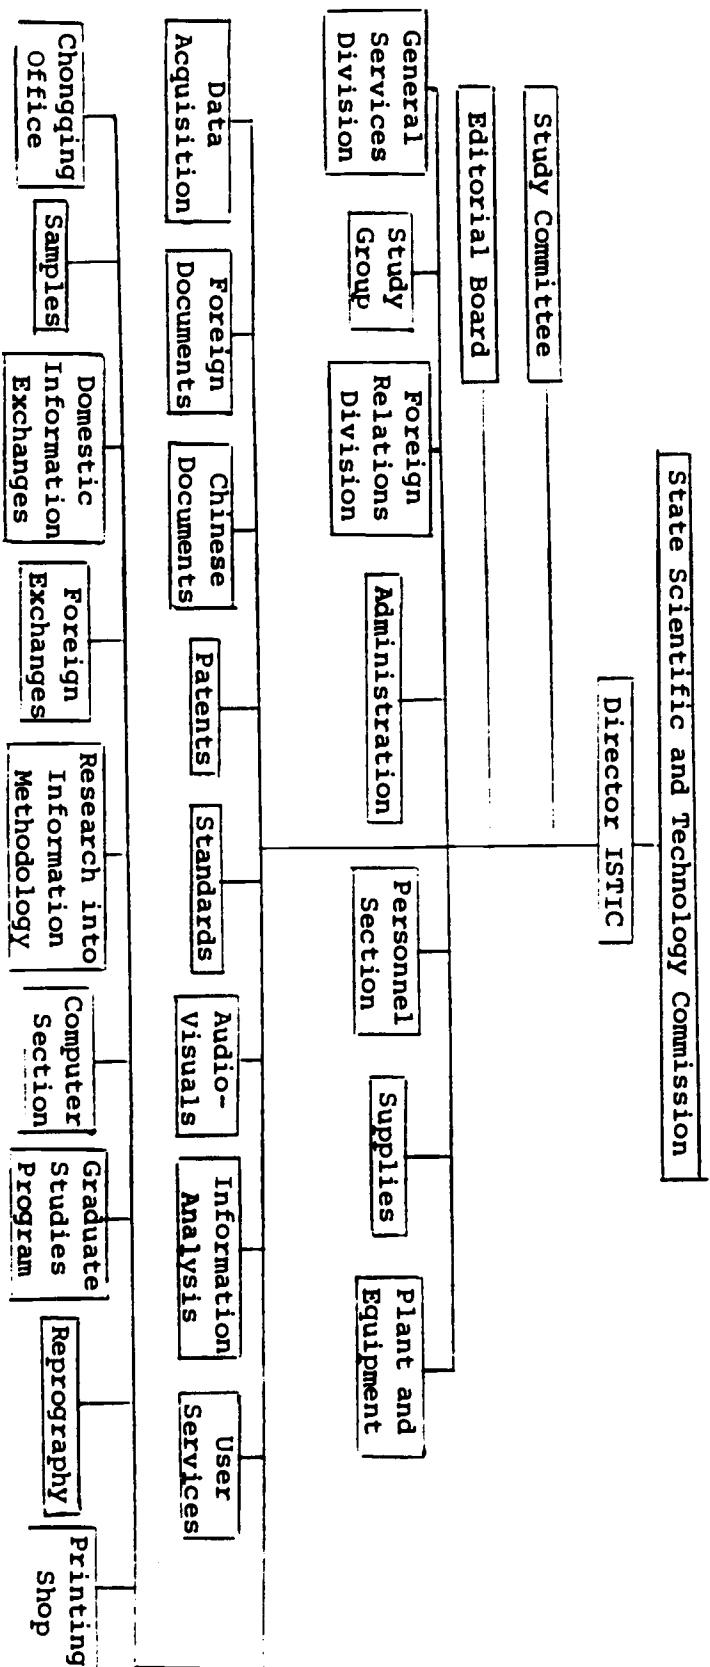 State Scientific and Technology Commission
Director ISTIC
Study Committee
Editorial Board
General
Services
Division
Study
Group
Foreign
Relations
Division
Administration
Personnel
Section
Supplies
Plant and
Equipment
Data
Acquisition
Foreign
Documents
Chinese
Documents
Patents
Standards
Audio-
Visuals
Information
Analysis
User
Services
Chongqing
Office
Samples
Domestic
Information
Exchanges
Foreign
Exchanges
Research into
Information
Methodology
Computer
Section
Graduate
Studies
Program
Reprography
Printing
Shop